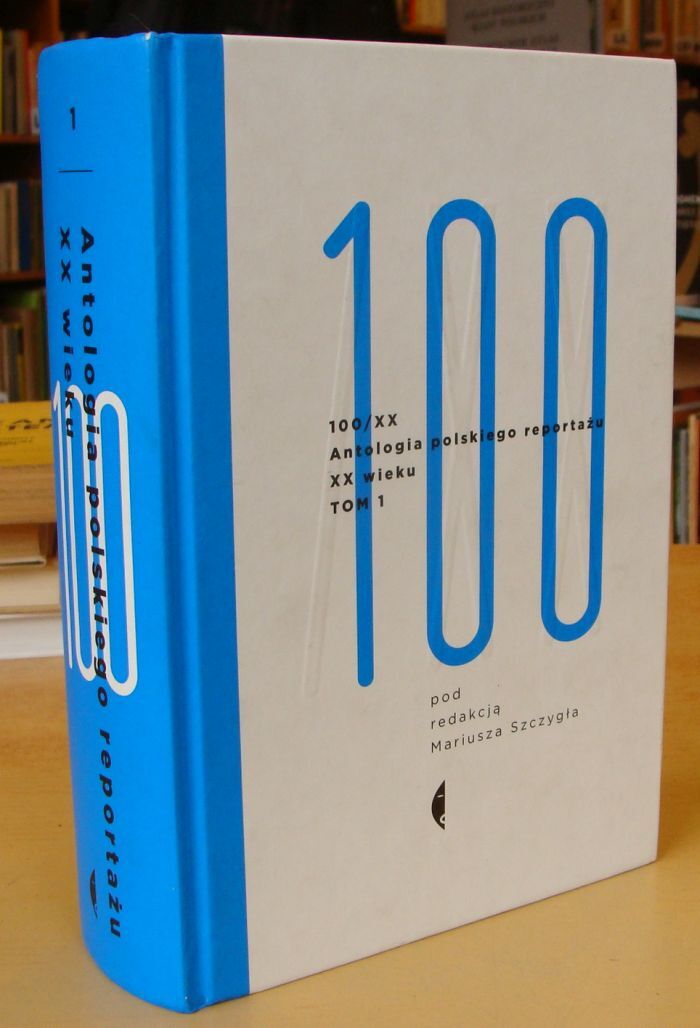 1
Antologia polskiego reportażu
XX wieku
100
100
100/XX
Antologia polskiego reportażu
XX wieku
TOM 1
pod
redakcją
Mariusza Szczygła